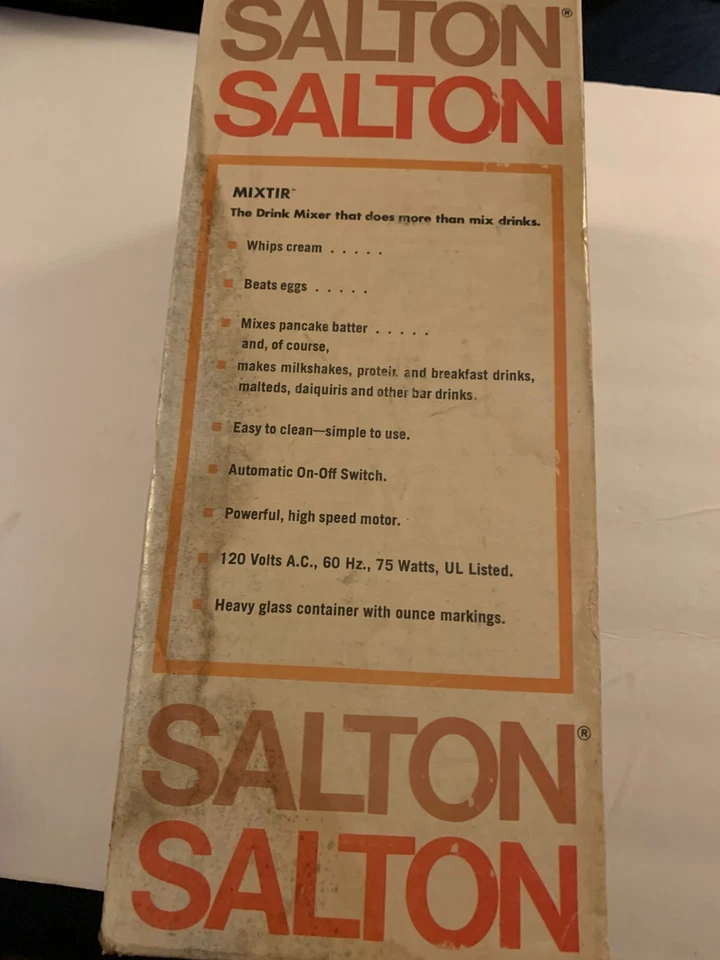 SALTON®
SALTON
MIXTIR™
The Drink Mixer that does more than mix drinks.
Whips cream . . . . .
Beats eggs . . . . .
Mixes pancake batter . . . . .
and, of course,
makes milkshakes, protein and breakfast drinks,
malteds, daiquiris and other bar drinks.
Easy to clean—simple to use.
Automatic On-Off Switch.
Powerful, high speed motor.
120 Volts A.C., 60 Hz., 75 Watts, UL Listed.
Heavy glass container with ounce markings.
SALTON®
SALTON